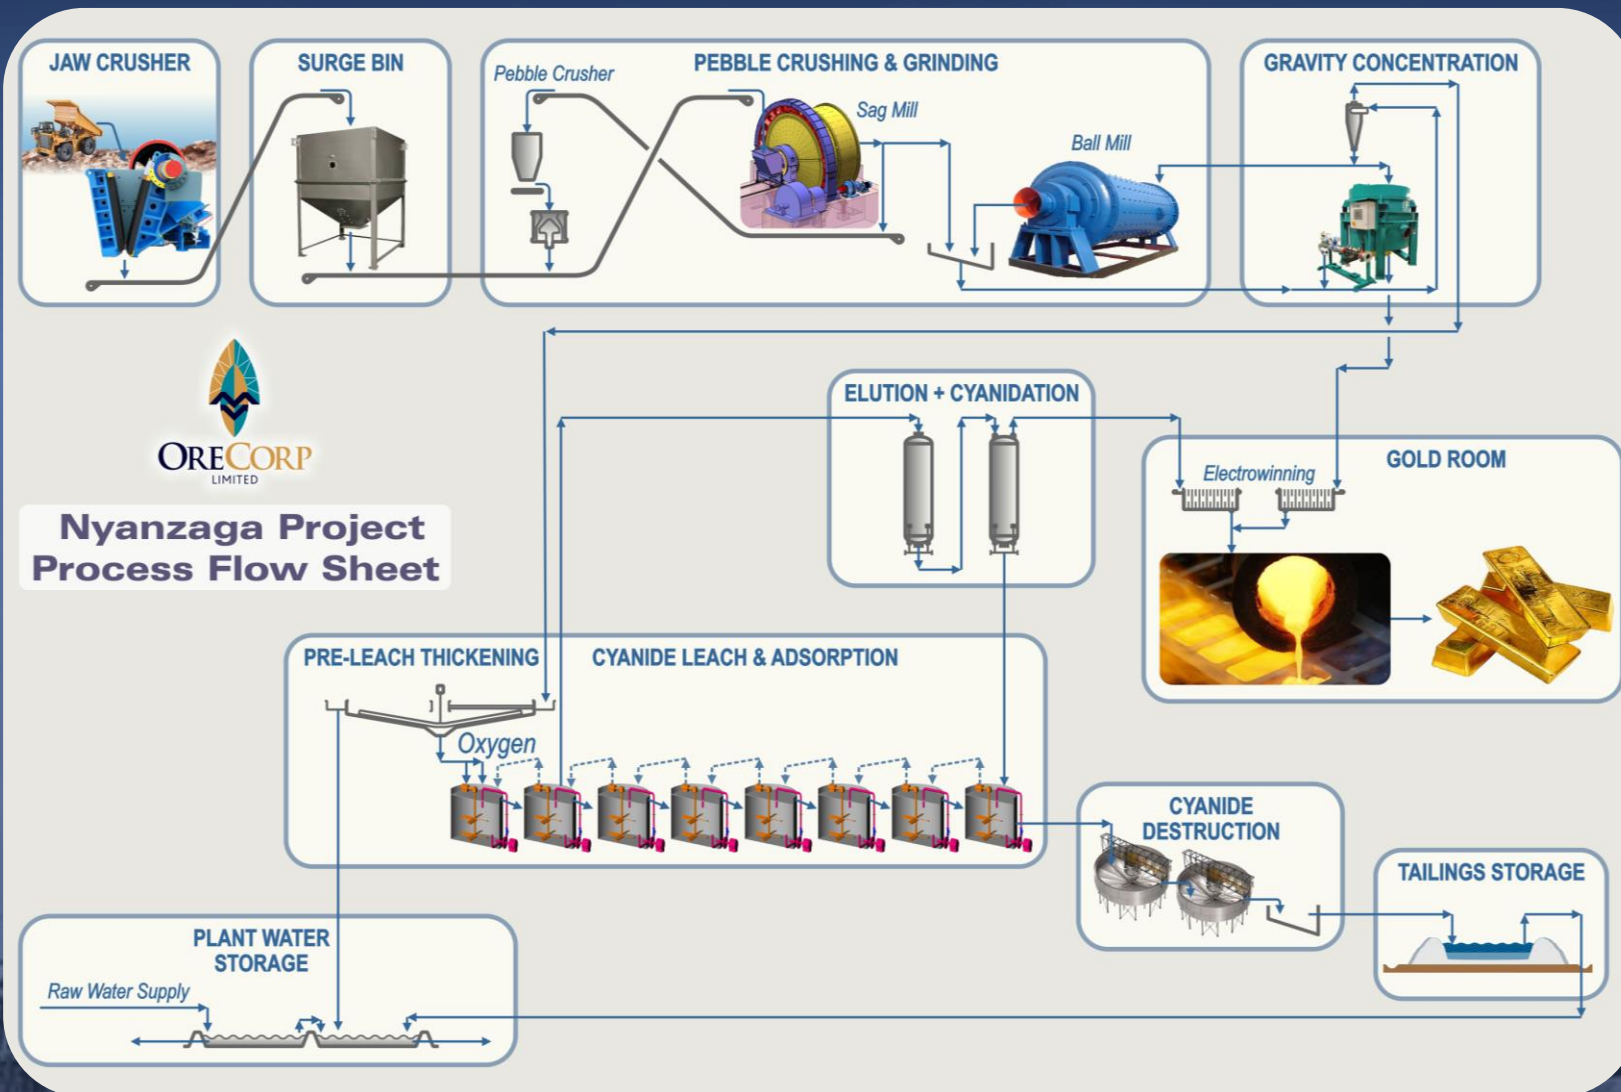 JAW CRUSHER
SURGE BIN
PEBBLE CRUSHING & GRINDING
Pebble Crusher
Sag Mill
Ball Mill
GRAVITY CONCENTRATION
ORECORP
LIMITED
Nyanzaga Project
Process Flow Sheet
ELUTION + CYANIDATION
GOLD ROOM
Electrowinning
PRE-LEACH THICKENING
CYANIDE LEACH & ADSORPTION
Oxygen
CYANIDE
DESTRUCTION
TAILINGS STORAGE
PLANT WATER
STORAGE
Raw Water Supply